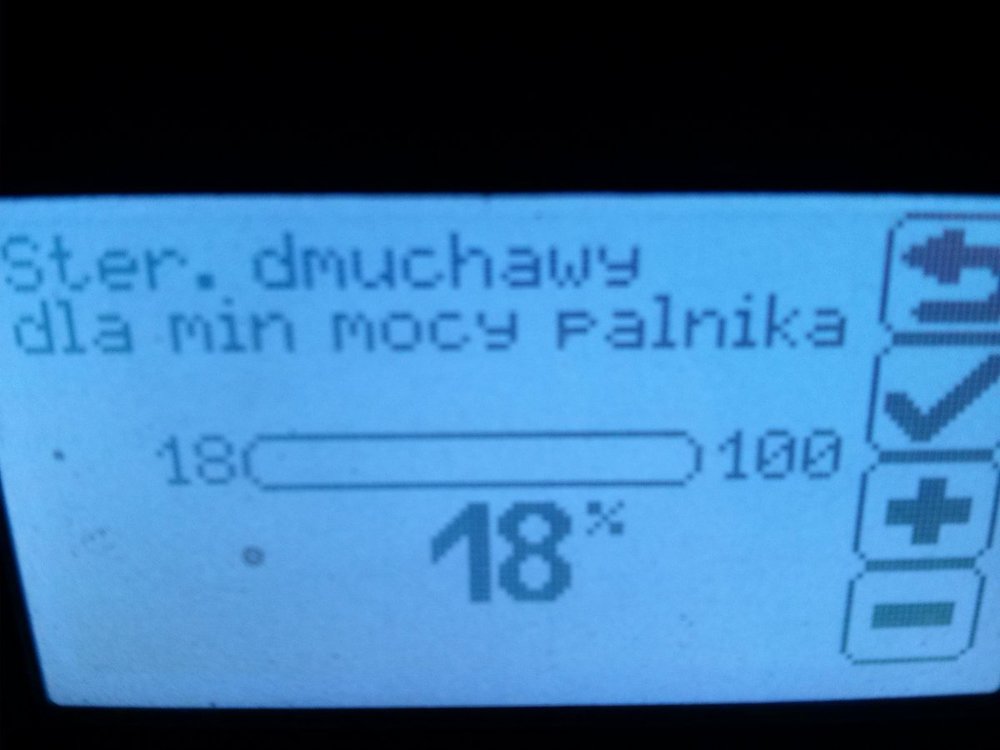 Ster. dmuchawy
dla min mocy palnika
18 100
18%